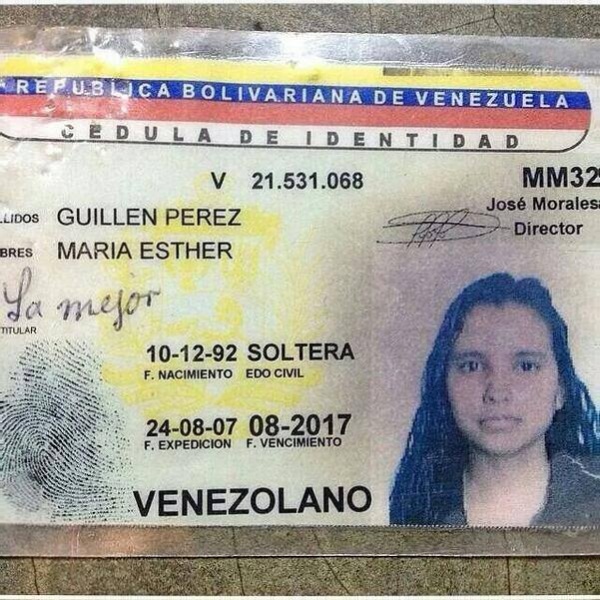 REPUBLICA BOLIVARIANA DE VENEZUELA
CEDULA DE IDENTIDAD
V 21.531.068
MM32
José Morales
Director
LLIDOS GUILLEN PEREZ
BRES MARIA ESTHER
La mejor
TITULAR
10-12-92 SOLTERA
F. NACIMIENTO EDO CIVIL
24-08-07 08-2017
F. EXPEDICION F. VENCIMIENTO
VENEZOLANO